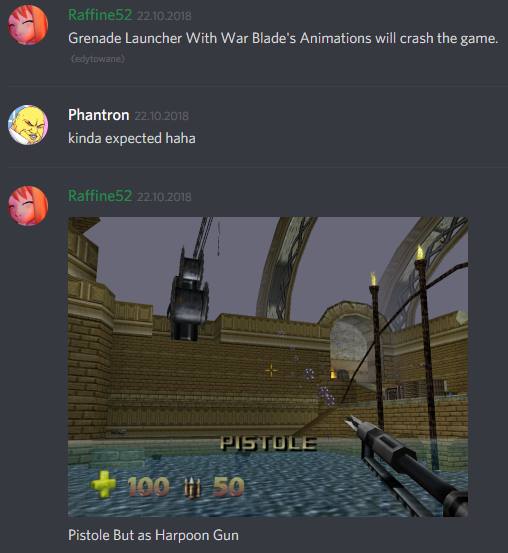 Raffine52 22.10.2018
Grenade Launcher With War Blade's Animations will crash the game.
(edytowane)
Phantron 22.10.2018
kinda expected haha
Raffine52 22.10.2018
PISTOLE
100 50
Pistole But as Harpoon Gun